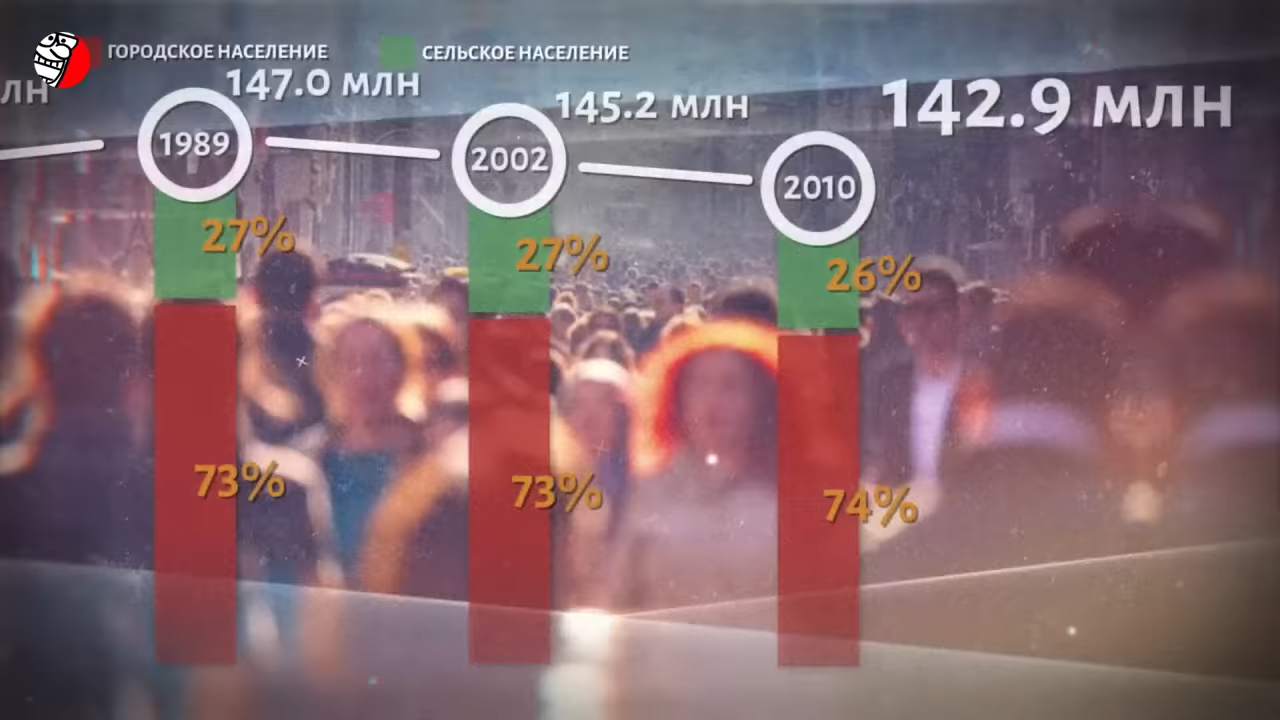 ГОРОДСКОЕ НАСЕЛЕНИЕ
СЕЛЬСКОЕ НАСЕЛЕНИЕ
ЛН
147.0 МЛН
145.2 МЛН
142.9 МЛН
1989
2002
2010
27%
27%
26%
73%
73%
74%